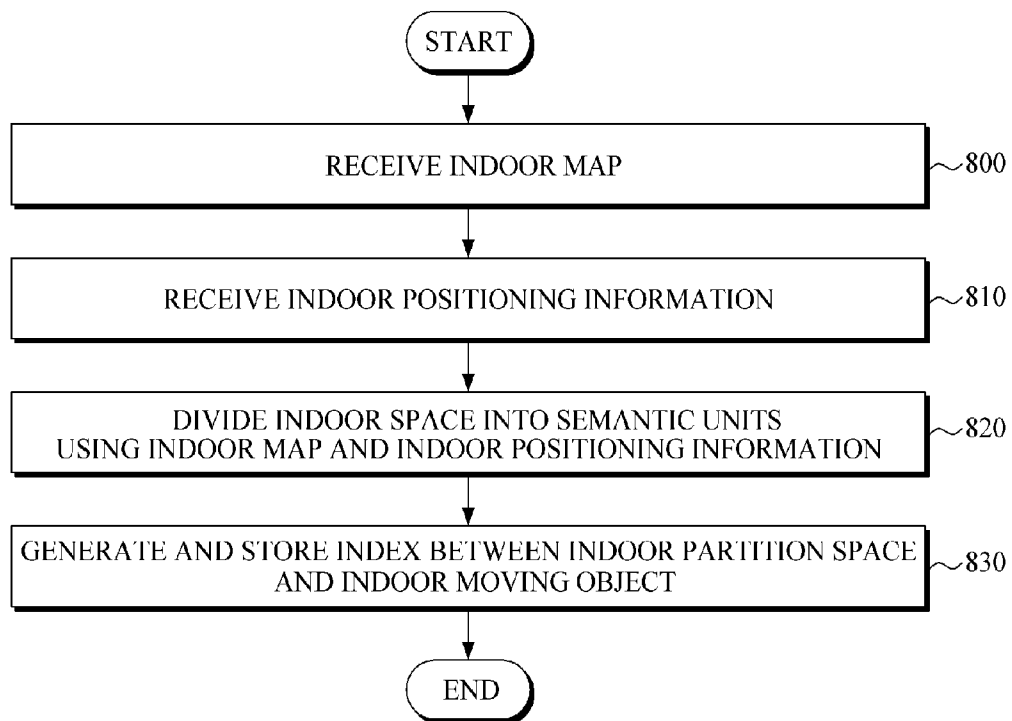 START
RECEIVE INDOOR MAP
800
RECEIVE INDOOR POSITIONING INFORMATION
810
DIVIDE INDOOR SPACE INTO SEMANTIC UNITS
USING INDOOR MAP AND INDOOR POSITIONING INFORMATION
820
GENERATE AND STORE INDEX BETWEEN INDOOR PARTITION SPACE
AND INDOOR MOVING OBJECT
830
END